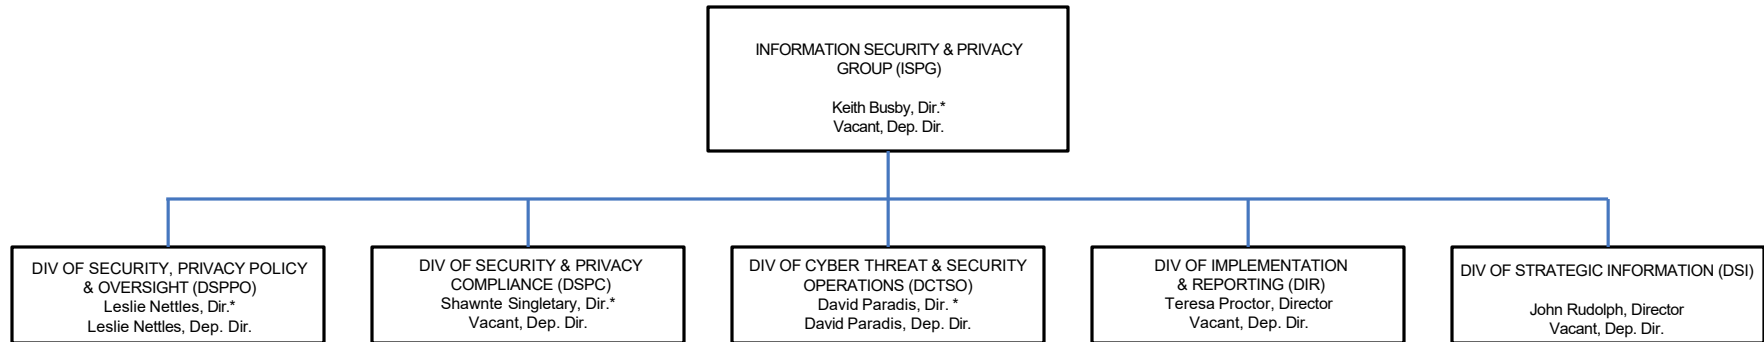 INFORMATION SECURITY & PRIVACY
GROUP (ISPG)
Keith Busby, Dir.*
Vacant, Dep. Dir.
DIV OF SECURITY, PRIVACY POLICY
& OVERSIGHT (DSPPO)
Leslie Nettles, Dir.*
Leslie Nettles, Dep. Dir.
DIV OF SECURITY & PRIVACY
COMPLIANCE (DSPC)
Shawnte Singletary, Dir.*
Vacant, Dep. Dir.
DIV OF CYBER THREAT & SECURITY
OPERATIONS (DCTSO)
David Paradis, Dir. *
David Paradis, Dep. Dir.
DIV OF IMPLEMENTATION
& REPORTING (DIR)
Teresa Proctor, Director
Vacant, Dep. Dir.
DIV OF STRATEGIC INFORMATION (DSI)
John Rudolph, Director
Vacant, Dep. Dir.